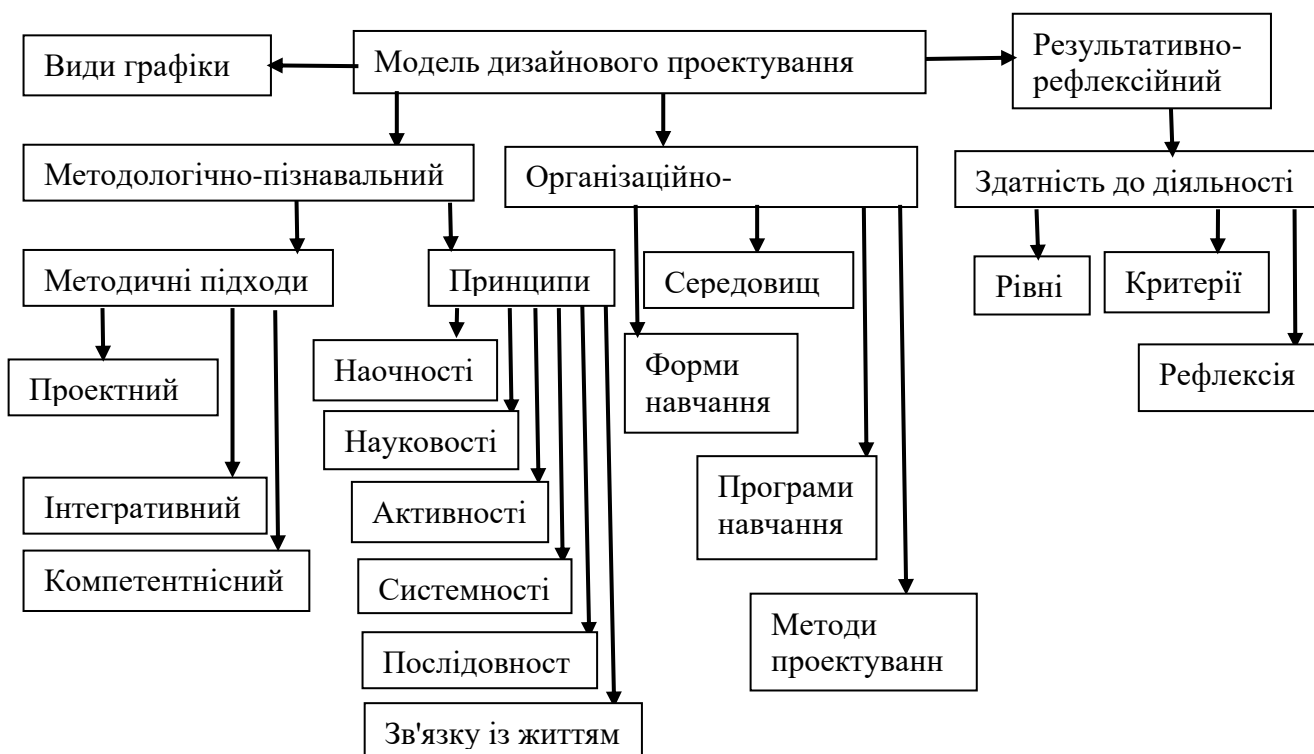 Види графіки
Модель дизайнового проектування
Результативно-
рефлексійний
Методологічно-пізнавальний
Організаційно-
Здатність до діяльності
Методичні підходи
Принципи
Середовищ
Рівні
Критерії
Проектний
Наочності
Форми
навчання
Рефлексія
Науковості
Інтегративний
Активності
Програми
навчання
Компетентнісний
Системності
Методи
проектуванн
Послідовност
Зв'язку із життям